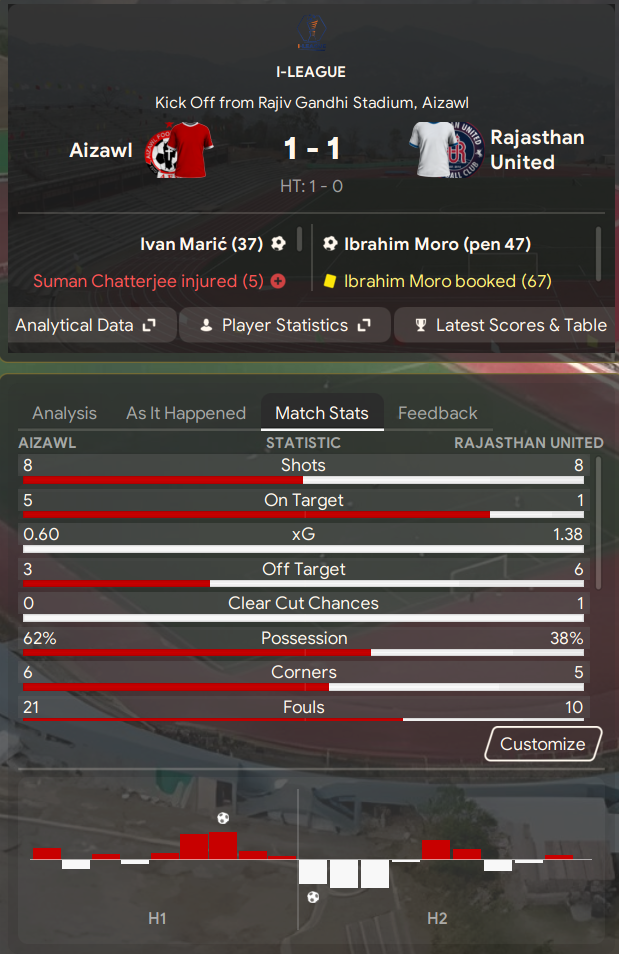 I-LEAGUE
Kick Off from Rajiv Gandhi Stadium, Aizawl
Aizawl
1 - 1
Rajasthan
United
HT: 1 - 0
Ivan Marić (37)
Ibrahim Moro (pen 47)
Suman Chatterjee injured (5)
Ibrahim Moro booked (67)
Analytical Data
Player Statistics
Latest Scores & Table
Analysis
As It Happened
Match Stats
Feedback
AIZAWL STATISTIC RAJASTHAN UNITED
8 Shots 8
5 On Target 1
0.60 xG 1.38
3 Off Target 6
0 Clear Cut Chances 1
62% Possession 38%
6 Corners 5
21 Fouls 10
Customize
H1
H2